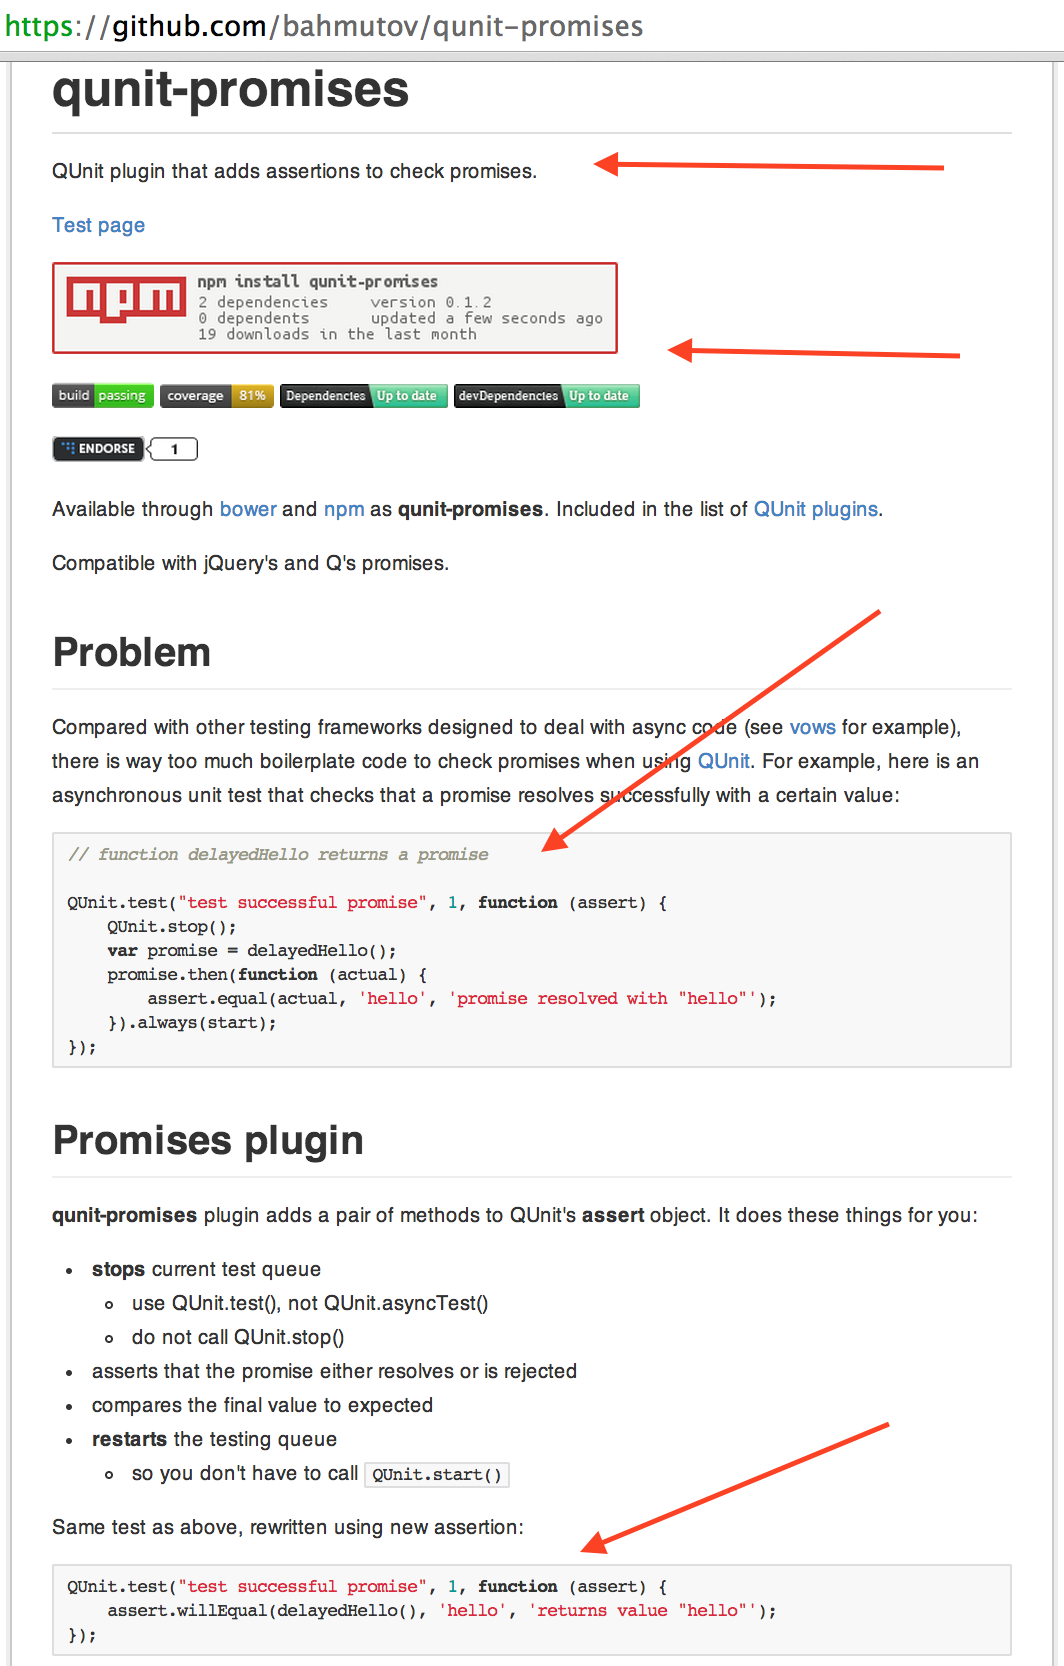 https://github.com/bahmutov/qunit-promises
qunit-promises
QUnit plugin that adds assertions to check promises.
Test page
npm
npm install qunit-promises
2 dependencies version 0.1.2
0 dependents updated a few seconds ago
19 downloads in the last month
build passing coverage 81% Dependencies Up to date devDependencies Up to date
ENDORSE 1
Available through bower and npm as qunit-promises. Included in the list of QUnit plugins.
Compatible with jQuery's and Q's promises.
Problem
Compared with other testing frameworks designed to deal with async code (see vows for example),
there is way too much boilerplate code to check promises when using QUnit. For example, here is an
asynchronous unit test that checks that a promise resolves successfully with a certain value:
// function delayedHello returns a promise
QUnit.test("test successful promise", 1, function (assert) {
    QUnit.stop();
    var promise = delayedHello();
    promise.then(function (actual) {
        assert.equal(actual, 'hello', 'promise resolved with "hello"');
    }).always(start);
});
Promises plugin
qunit-promises plugin adds a pair of methods to QUnit's assert object. It does these things for you:
• stops current test queue
◦ use QUnit.test(), not QUnit.asyncTest()
◦ do not call QUnit.stop()
• asserts that the promise either resolves or is rejected
• compares the final value to expected
• restarts the testing queue
◦ so you don't have to call QUnit.start()
Same test as above, rewritten using new assertion:
QUnit.test("test successful promise", 1, function (assert) {
    assert.willEqual(delayedHello(), 'hello', 'returns value "hello"');
});